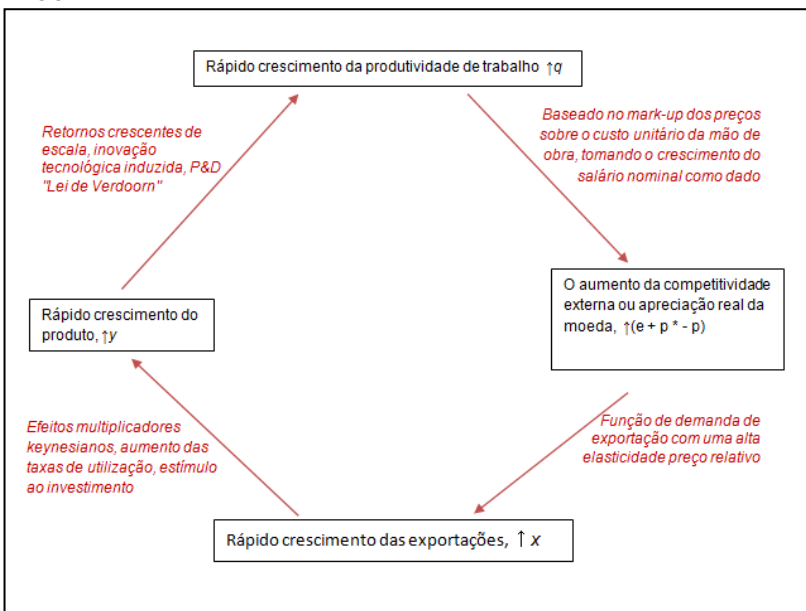 Rápido crescimento da produtividade de trabalho ↑q
Retornos crescentes de
escala, inovação
tecnológica induzida, P&D
"Lei de Verdoorn"
Baseado no mark-up dos preços
sobre o custo unitário da mão de
obra, tomando o crescimento do
salário nominal como dado
Rápido crescimento do
produto, ↑y
O aumento da competitividade
externa ou apreciação real da
moeda, ↑(e + p * - p)
Efeitos multiplicadores
keynesianos, aumento das
taxas de utilização, estímulo
ao investimento
Função de demanda de
exportação com uma alta
elasticidade preço relativo
Rápido crescimento das exportações, ↑ x